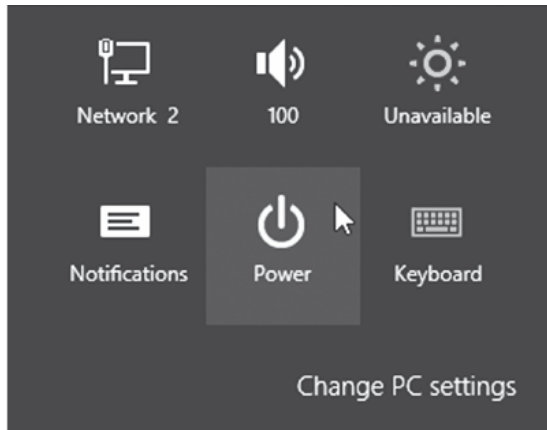 Network 2
100
Unavailable
Notifications
Power
Keyboard
Change PC settings